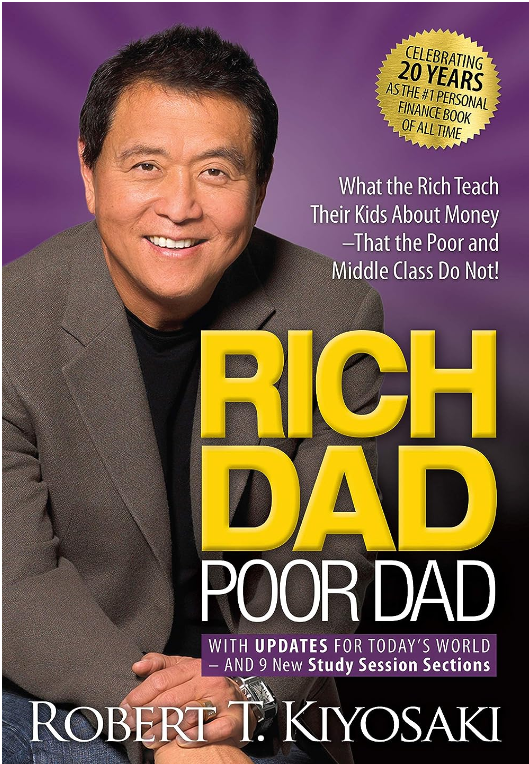 CELEBRATING
20 YEARS
AS THE #1 PERSONAL
FINANCE BOOK
OF ALL TIME
What the Rich Teach
Their Kids About Money
–That the Poor and
Middle Class Do Not!
RICH
DAD
POOR DAD
WITH UPDATES FOR TODAY'S WORLD
– AND 9 New Study Session Sections
ROBERT T. KIYOSAKI